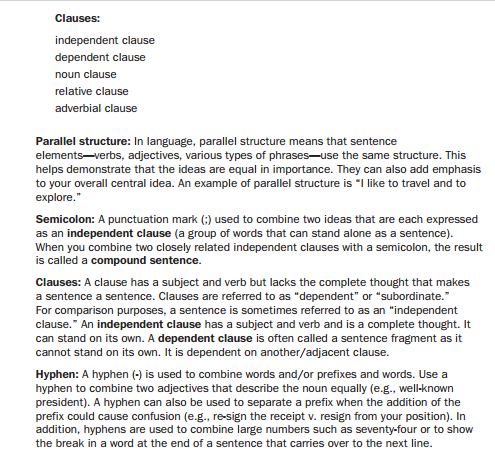 Clauses:
independent clause
dependent clause
noun clause
relative clause
adverbial clause
Parallel structure: In language, parallel structure means that sentence
elements—verbs, adjectives, various types of phrases—use the same structure. This
helps demonstrate that the ideas are equal in importance. They can also add emphasis
to your overall central idea. An example of parallel structure is “I like to travel and to
explore.”
Semicolon: A punctuation mark (;) used to combine two ideas that are each expressed
as an independent clause (a group of words that can stand alone as a sentence).
When you combine two closely related independent clauses with a semicolon, the result
is called a compound sentence.
Clauses: A clause has a subject and verb but lacks the complete thought that makes
a sentence a sentence. Clauses are referred to as “dependent” or “subordinate.”
For comparison purposes, a sentence is sometimes referred to as an “independent
clause.” An independent clause has a subject and verb and is a complete thought. It
can stand on its own. A dependent clause is often called a sentence fragment as it
cannot stand on its own. It is dependent on another/adjacent clause.
Hyphen: A hyphen (-) is used to combine words and/or prefixes and words. Use a
hyphen to combine two adjectives that describe the noun equally (e.g., well-known
president). A hyphen can also be used to separate a prefix when the addition of the
prefix could cause confusion (e.g., re-sign the receipt v. resign from your position). In
addition, hyphens are used to combine large numbers such as seventy-four or to show
the break in a word at the end of a sentence that carries over to the next line.